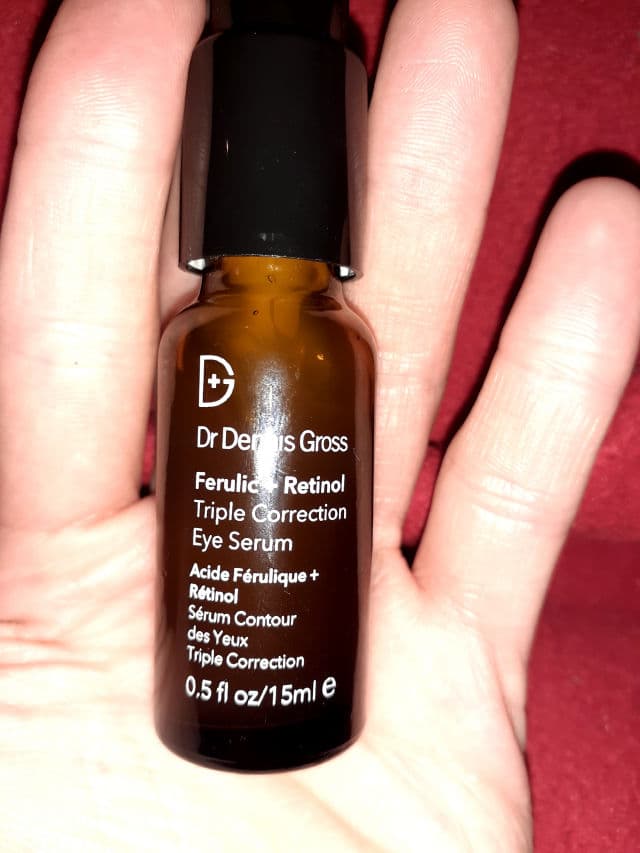 D+G
Dr Dennis Gross
Ferulic + Retinol
Triple Correction
Eye Serum
Acide Férulique +
Rétinol
Sérum Contour
des Yeux
Triple Correction
0.5 fl oz/15ml e